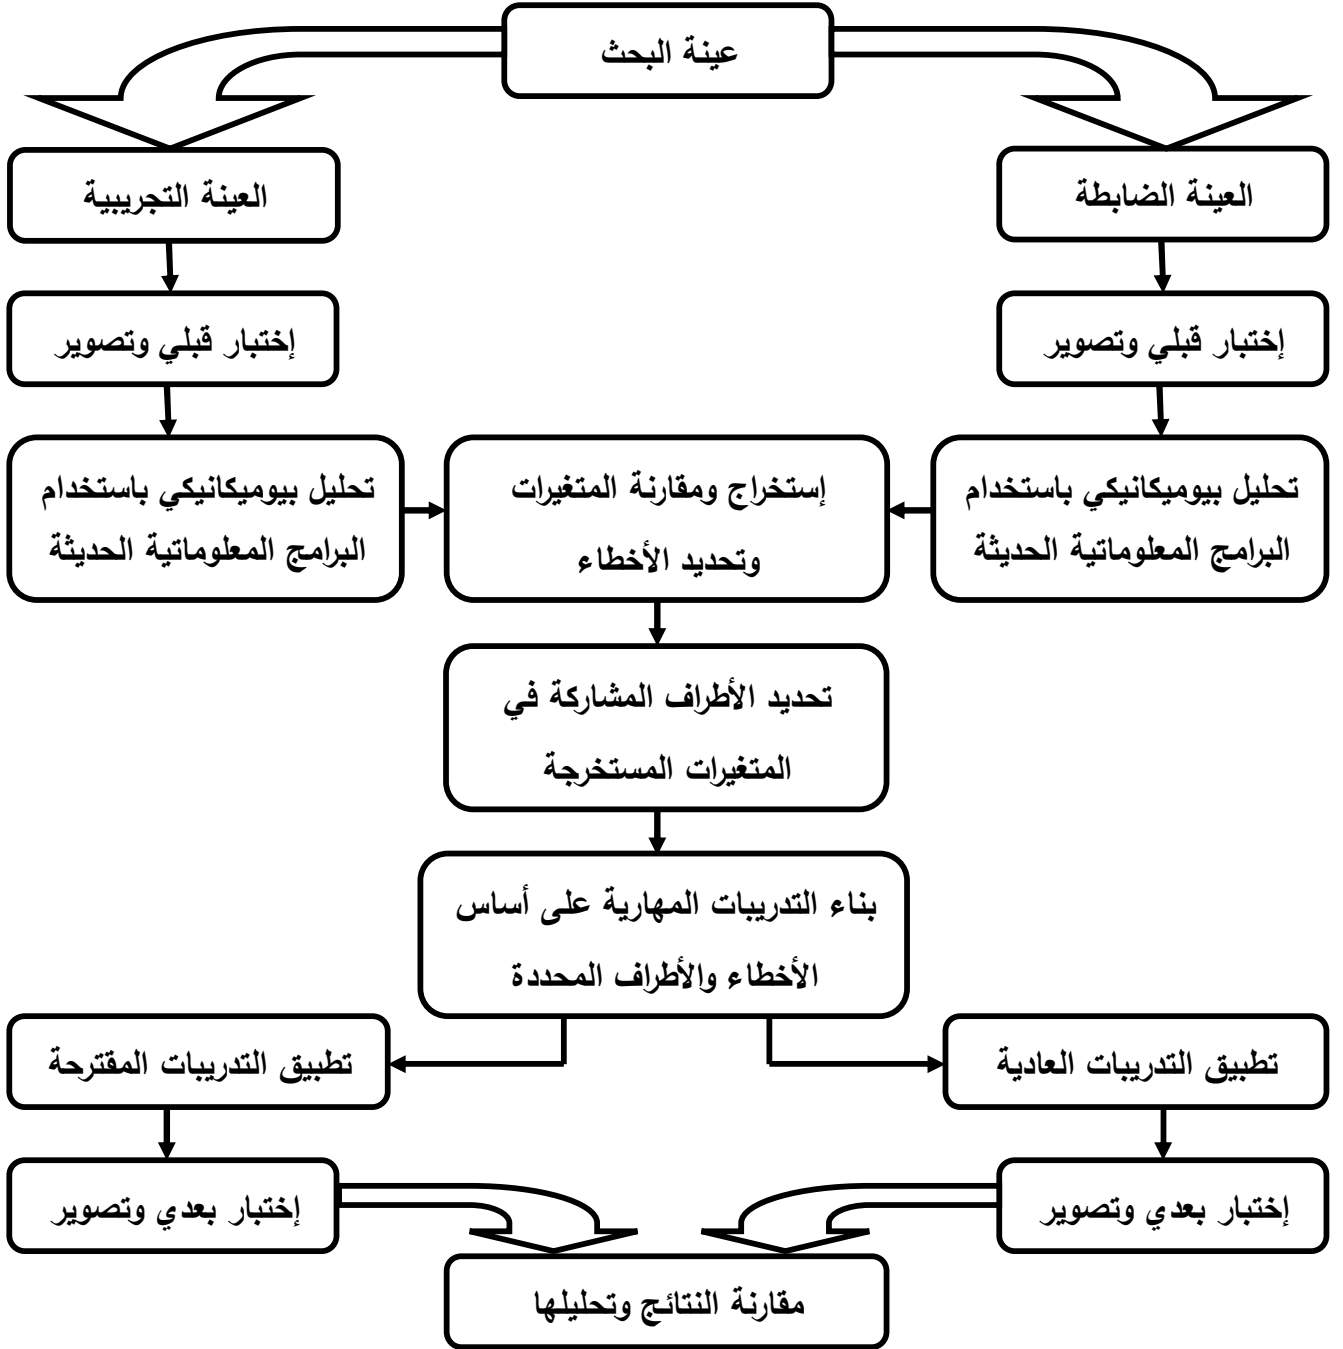 عينة البحث
العينة الضابطة
العينة التجريبية
إختبار قبلي وتصوير
إختبار قبلي وتصوير
تحليل بيوميكانيكي باستخدام
البرامج المعلوماتية الحديثة
إستخراج ومقارنة المتغيرات
وتحديد الأخطاء
تحليل بيوميكانيكي باستخدام
البرامج المعلوماتية الحديثة
تحديد الأطراف المشاركة في
المتغيرات المستخرجة
بناء التدريبات المهارية على أساس
الأخطاء والأطراف المحددة
تطبيق التدريبات العادية
تطبيق التدريبات المقترحة
إختبار بعدي وتصوير
إختبار بعدي وتصوير
مقارنة النتائج وتحليلها